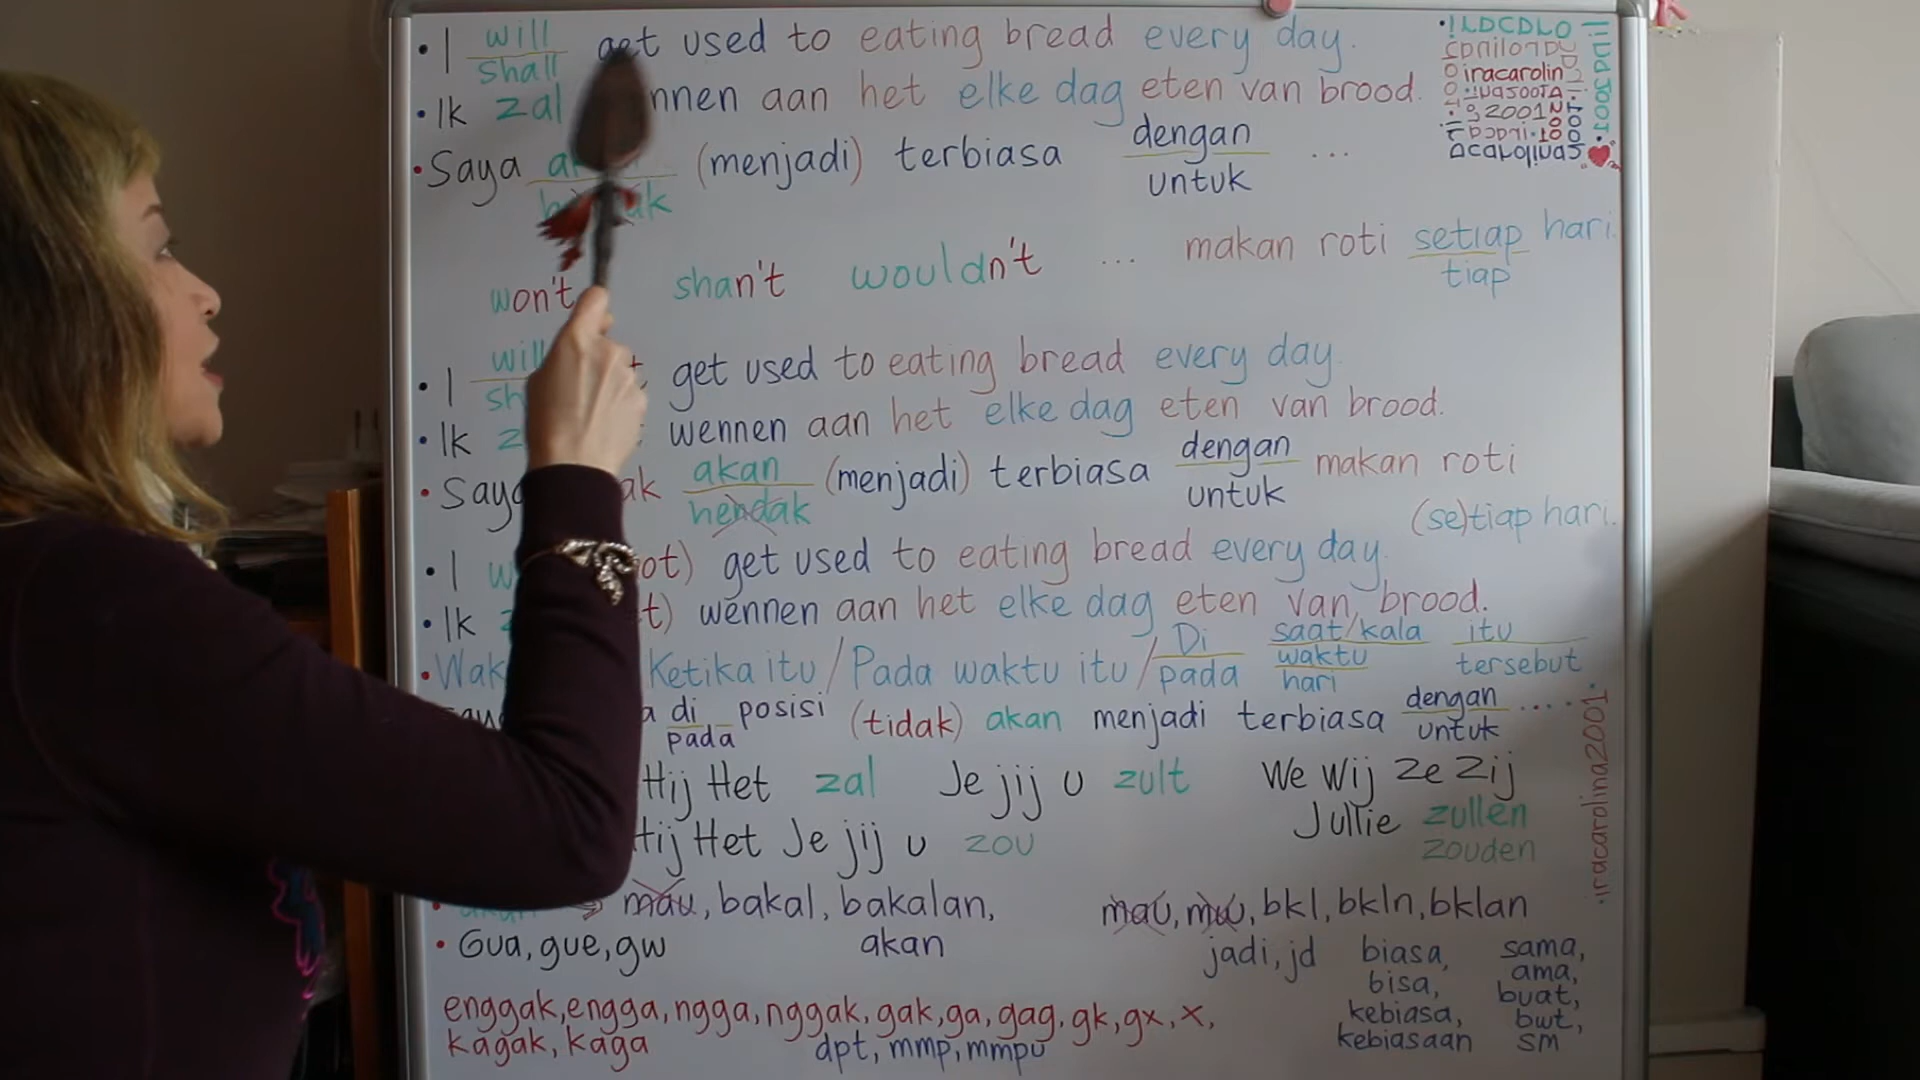 • I will get used to eating bread every day.
shall
• Ik zal nnen aan het elke dag eten van brood.
• Saya (menjadi) terbiasa dengan ...
untuk
won't shan't wouldn't ... makan roti setiap hari.
tiap
• I get used to eating bread every day.
• Ik wennen aan het elke dag eten van brood.
• akan (menjadi) terbiasa dengan makan roti
hendak untuk
(se)tiap hari.
• I get used to eating bread every day.
• Ik wennen aan het elke dag eten van brood.
• Ketika itu / Pada waktu itu / Di saat/kala itu
pada waktu tersebut
hari
di posisi (tidak) akan menjadi terbiasa dengan ....
pada untuk
Hij Het zal Je jij u zult We Wij Ze Zij
Jullie zullen
Hij Het Je jij u zou zouden
• mau, bakal, bakalan, mau, mw, bkl, bkln, bklan
akan
• Gua, gue, gw
jadi, jd biasa, sama,
bisa, ama,
kebiasa, buat,
kebiasaan bwt,
sm
enggak, engga, ngga, nggak, gak, ga, gag, gk, gx, x,
kagak, kaga dpt, mmp, mmpu
iracarolin
2001
.iracarolina2001.